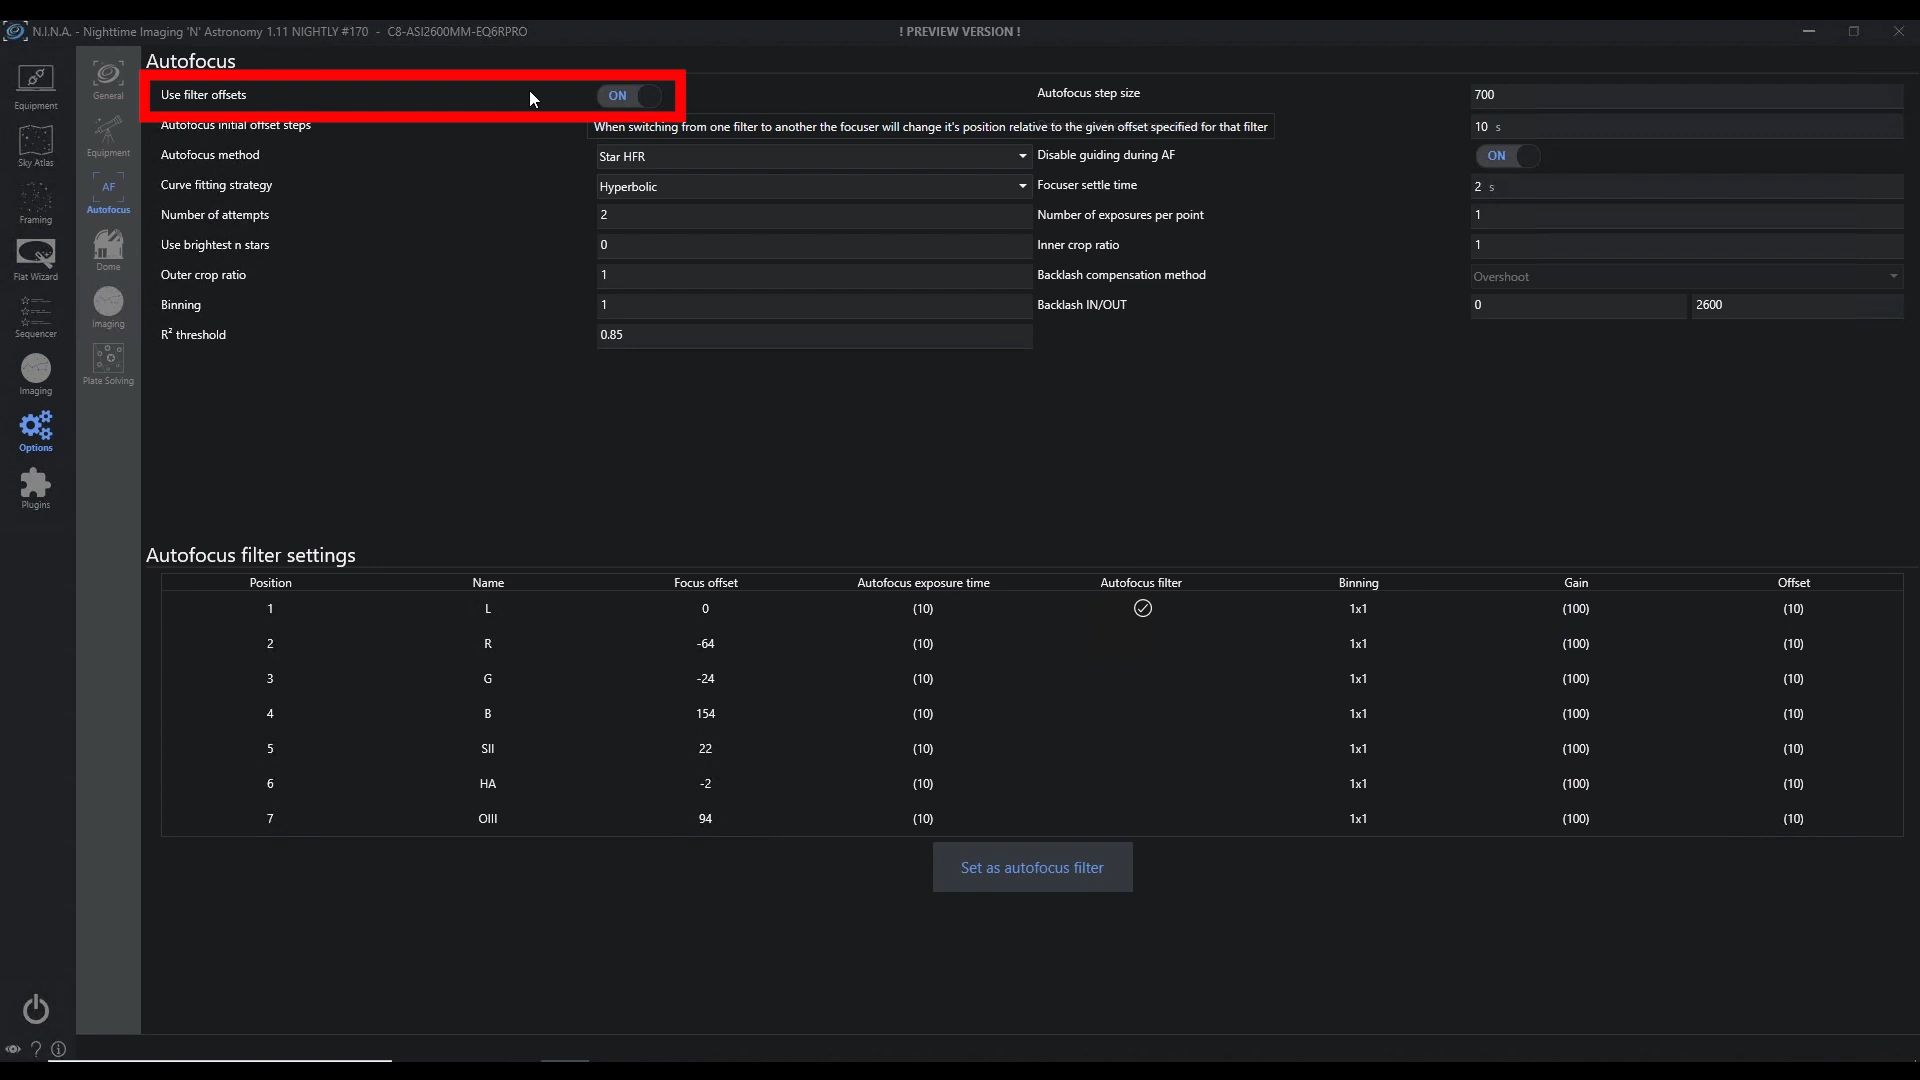 N.I.N.A. - Nighttime Imaging 'N' Astronomy 1.11 NIGHTLY #170 - C8-ASI2600MM-EQ6RPRO
! PREVIEW VERSION !
Equipment
Sky Atlas
Framing
Flat Wizard
Sequencer
Imaging
Options
Plugins
General
Equipment
AF
Autofocus
Dome
Imaging
Plate Solving
Autofocus
Use filter offsets ON Autofocus step size 700
Autofocus initial offset steps When switching from one filter to another the focuser will change it's position relative to the given offset specified for that filter 10 s
Autofocus method Star HFR Disable guiding during AF ON
Curve fitting strategy Hyperbolic Focuser settle time 2 s
Number of attempts 2 Number of exposures per point 1
Use brightest n stars 0 Inner crop ratio 1
Outer crop ratio 1 Backlash compensation method Overshoot
Binning 1 Backlash IN/OUT 0 2600
R² threshold 0.85
Autofocus filter settings
Position Name Focus offset Autofocus exposure time Autofocus filter Binning Gain Offset
1 L 0 (10) 1x1 (100) (10)
2 R -64 (10) 1x1 (100) (10)
3 G -24 (10) 1x1 (100) (10)
4 B 154 (10) 1x1 (100) (10)
5 SII 22 (10) 1x1 (100) (10)
6 HA -2 (10) 1x1 (100) (10)
7 OIII 94 (10) 1x1 (100) (10)
Set as autofocus filter